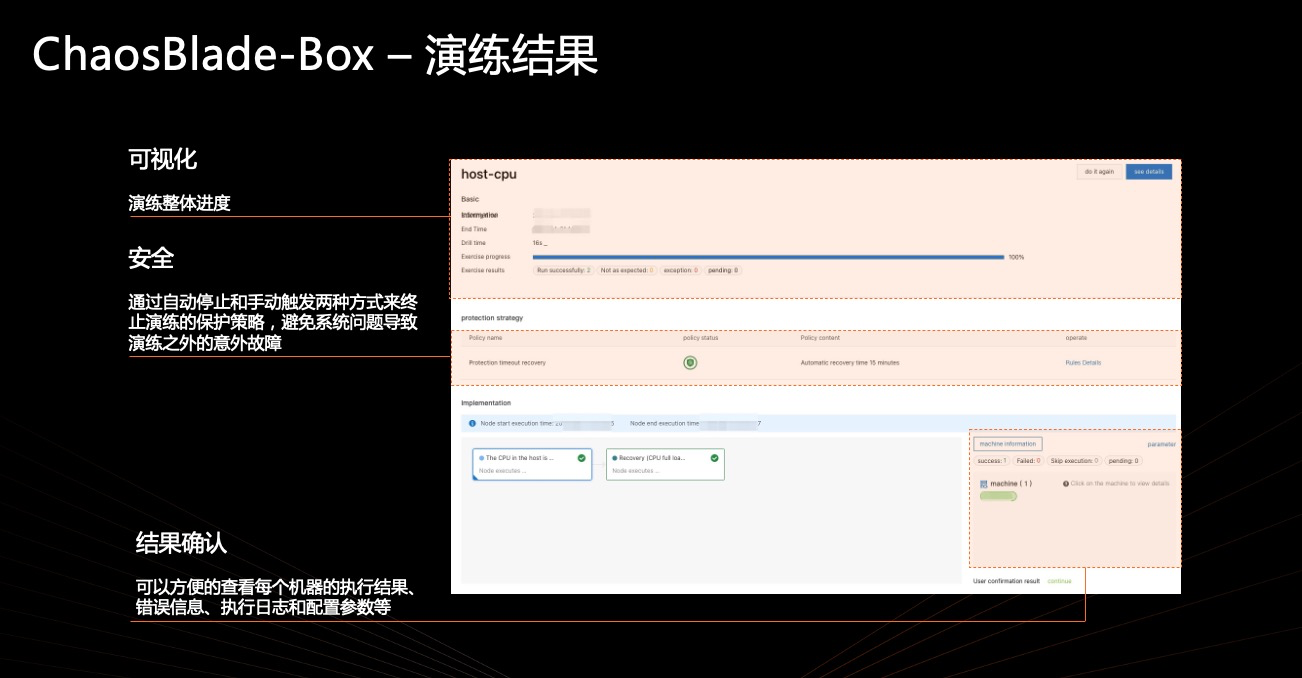 ChaosBlade-Box – 演练结果
可视化
演练整体进度
安全
通过自动停止和手动触发两种方式来终
止演练的保护策略，避免系统问题导致
演练之外的意外故障
结果确认
可以方便的查看每个机器的执行结果、
错误信息、执行日志和配置参数等
host-cpu
do it again see details
Basic
Information
End Time
Drill time 16s _
Exercise progress 100%
Exercise results Run successfully: 2 Not as expected: 0 exception: 0 pending: 0
protection strategy
Policy name policy status Policy content operate
Protection timeout recovery Automatic recovery time 15 minutes Rules Details
Implementation
Node start execution time: Node end execution time:
The CPU in the host is ... Recovery (CPU full loa...
Node executes ... Node executes ...
machine information parameter
success: 1 Failed: 0 Skip execution: 0 pending: 0
machine ( 1 ) Click on the machine to view details
User confirmation result continue